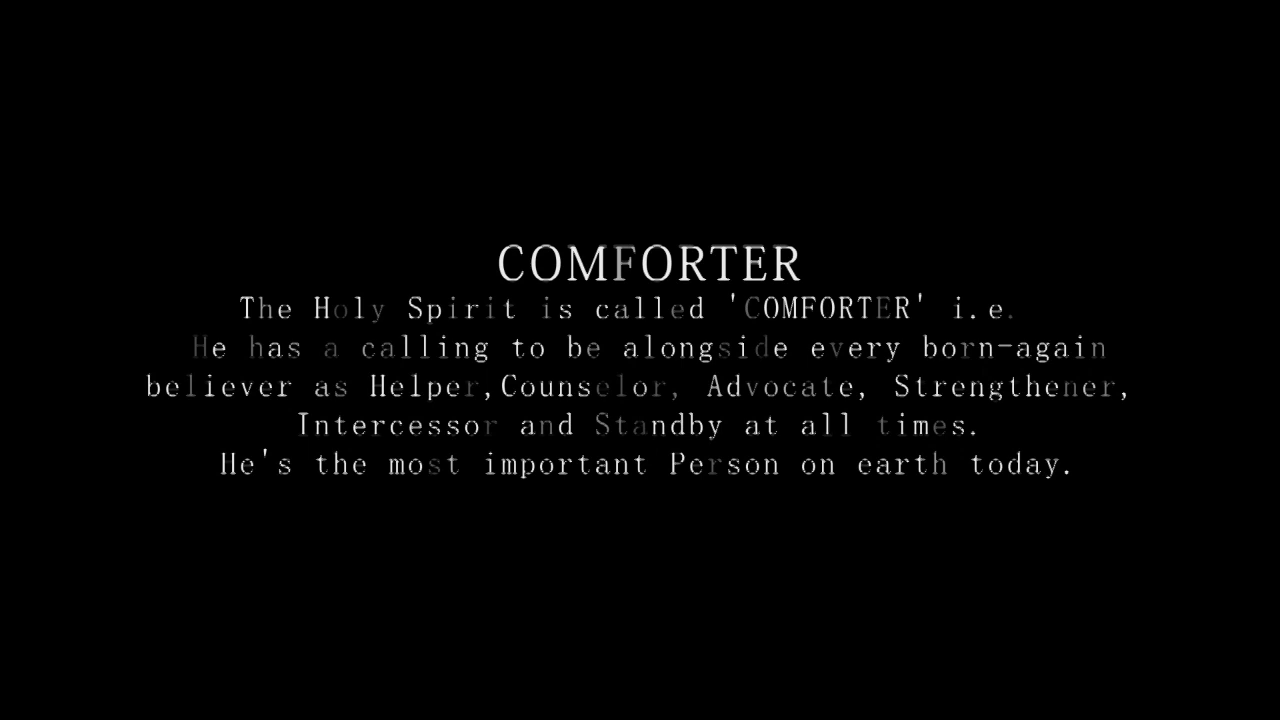 COMFORTER
The Holy Spirit is called 'COMFORTER' i.e.
He has a calling to be alongside every born-again
believer as Helper,Counselor, Advocate, Strengthener,
Intercessor and Standby at all times.
He's the most important Person on earth today.